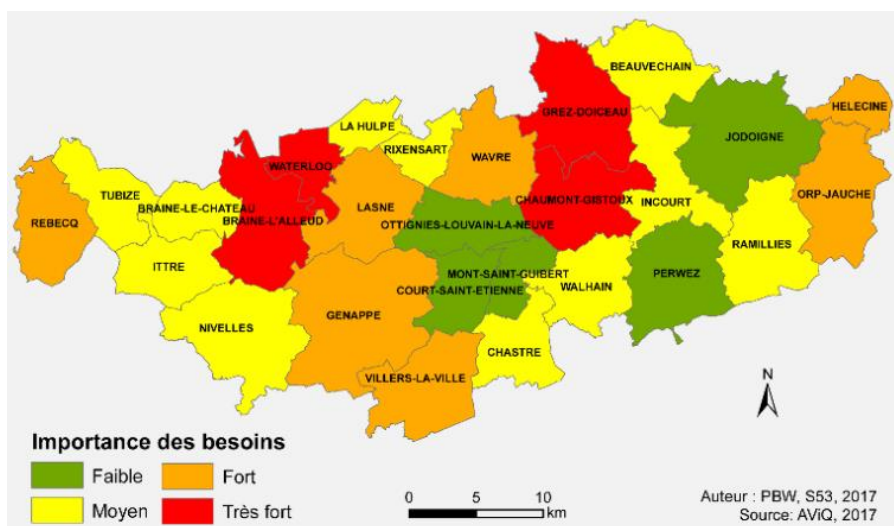 BEAUVECHAIN
HELECINE
LA HULPE
GREZ-DOICEAU
JODOIGNE
RIXENSART
WAVRE
WATERLOO
TUBIZE
BRAINE-LE-CHATEAU
LASNE
CHAUMONT-GISTOUX
INCOURT
ORP-JAUCHE
REBECQ
BRAINE-L'ALLEUD
OTTIGNIES-LOUVAIN-LA-NEUVE
RAMILLIES
ITTRE
MONT-SAINT-GUIBERT
PERWEZ
COURT-SAINT-ETIENNE
WALHAIN
GENAPPE
NIVELLES
CHASTRE
VILLERS-LA-VILLE
N
Importance des besoins
Faible
Fort
Moyen
Très fort
0 5 10
km
Auteur : PBW, S53, 2017
Source: AViQ, 2017